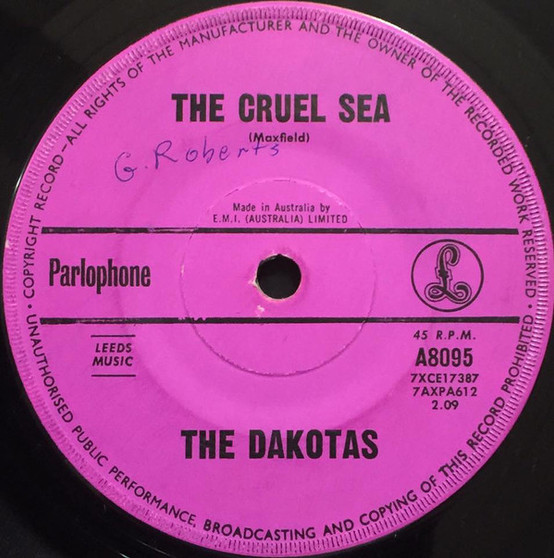 UNAUTHORISED PUBLIC PERFORMANCE, BROADCASTING AND COPYING OF THIS RECORD PROHIBITED • COPYRIGHT RECORD—ALL RIGHTS OF THE MANUFACTURER AND THE OWNER OF THE RECORDED WORK RESERVED •
THE CRUEL SEA
(Maxfield)
G. Roberts
Made in Australia by
E.M.I. (AUSTRALIA) LIMITED
Parlophone
£
45 R.P.M.
LEEDS
MUSIC
A8095
7XCE17387
7AXPA612
2.09
THE DAKOTAS